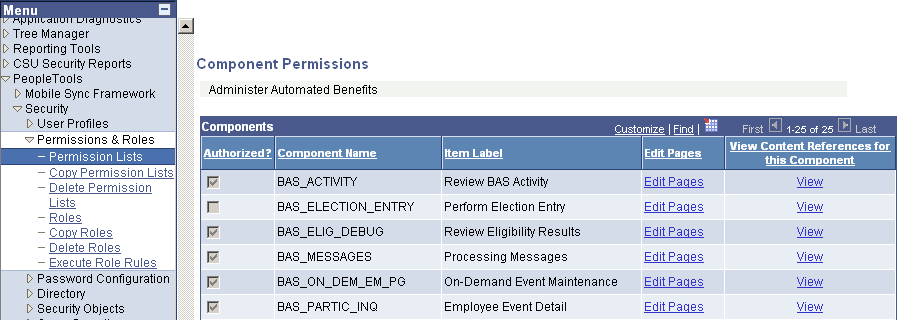 Menu
Application Diagnostics
Tree Manager
Reporting Tools
CSU Security Reports
PeopleTools
Mobile Sync Framework
Security
User Profiles
Permissions & Roles
Permission Lists
Copy Permission Lists
Delete Permission
Lists
Roles
Copy Roles
Delete Roles
Execute Role Rules
Password Configuration
Directory
Security Objects
Component Permissions
Administer Automated Benefits
Components Customize | Find | First 1-25 of 25 Last
Authorized? Component Name Item Label Edit Pages View Content References for
this Component
BAS_ACTIVITY Review BAS Activity Edit Pages View
BAS_ELECTION_ENTRY Perform Election Entry Edit Pages View
BAS_ELIG_DEBUG Review Eligibility Results Edit Pages View
BAS_MESSAGES Processing Messages Edit Pages View
BAS_ON_DEM_EM_PG On-Demand Event Maintenance Edit Pages View
BAS_PARTIC_INQ Employee Event Detail Edit Pages View